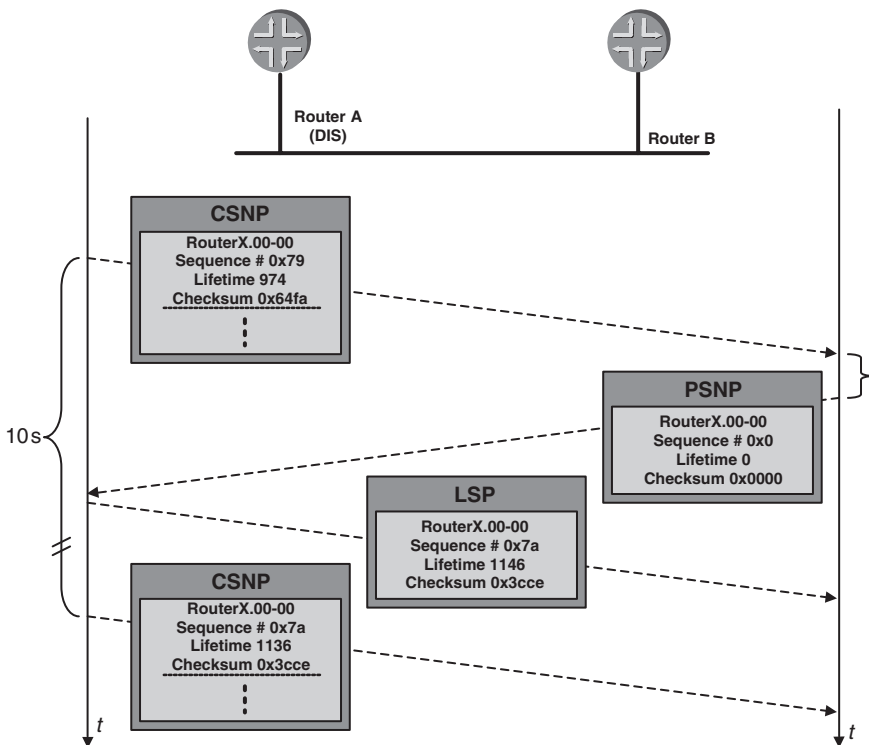 Router A
(DIS)
Router B
CSNP
RouterX.00-00
Sequence # 0x79
Lifetime 974
Checksum 0x64fa
PSNP
RouterX.00-00
Sequence # 0x0
Lifetime 0
Checksum 0x0000
10 s
LSP
RouterX.00-00
Sequence # 0x7a
Lifetime 1146
Checksum 0x3cce
CSNP
RouterX.00-00
Sequence # 0x7a
Lifetime 1136
Checksum 0x3cce
t
t